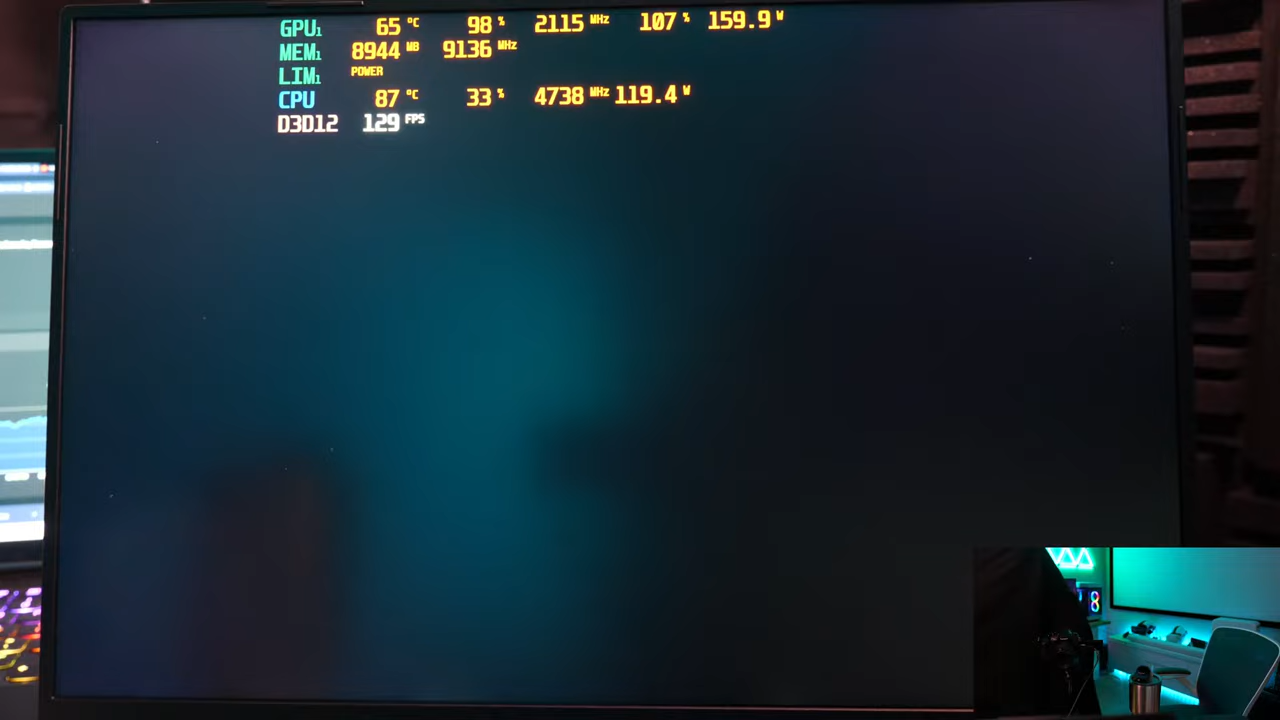 GPU1 65 °C 98 % 2115 MHz 107 % 159.9 W
MEM1 8944 MB 9136 MHz
LIM1 POWER
CPU 87 °C 33 % 4738 MHz 119.4 W
D3D12 129 FPS
8